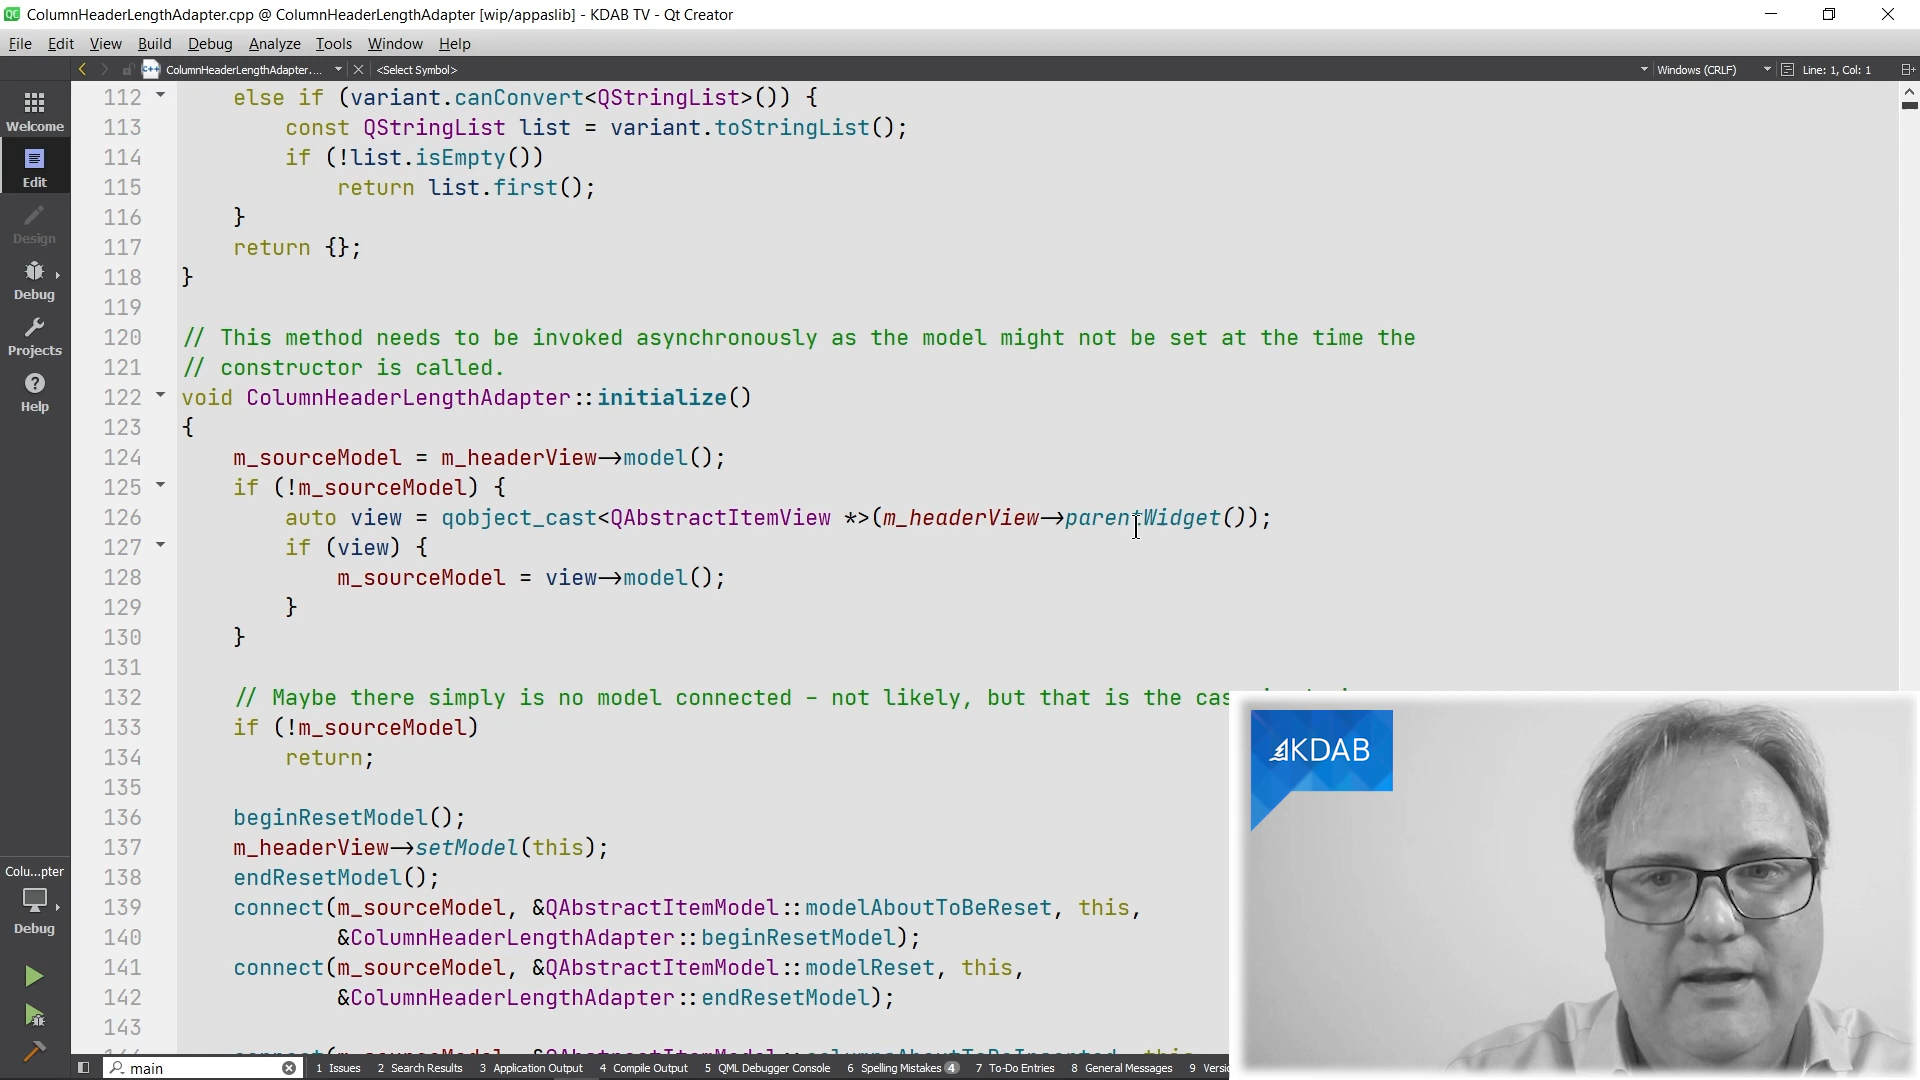 ColumnHeaderLengthAdapter.cpp @ ColumnHeaderLengthAdapter [wip/appaslib] - KDAB TV - Qt Creator
File Edit View Build Debug Analyze Tools Window Help
ColumnHeaderLengthAdapter.... <Select Symbol> Windows (CRLF) Line: 1, Col: 1
Welcome
Edit
Design
Debug
Projects
Help
Colu...pter
Debug
112 else if (variant.canConvert<QStringList>()) {
113 const QStringList list = variant.toStringList();
114 if (!list.isEmpty())
115 return list.first();
116 }
117 return {};
118 }
119
120 // This method needs to be invoked asynchronously as the model might not be set at the time the
121 // constructor is called.
122 void ColumnHeaderLengthAdapter::initialize()
123 {
124 m_sourceModel = m_headerView->model();
125 if (!m_sourceModel) {
126 auto view = qobject_cast<QAbstractItemView *>(m_headerView->parentWidget());
127 if (view) {
128 m_sourceModel = view->model();
129 }
130 }
131
132 // Maybe there simply is no model connected - not likely, but that is the
133 if (!m_sourceModel)
134 return;
135
136 beginResetModel();
137 m_headerView->setModel(this);
138 endResetModel();
139 connect(m_sourceModel, &QAbstractItemModel::modelAboutToBeReset, this,
140 &ColumnHeaderLengthAdapter::beginResetModel);
141 connect(m_sourceModel, &QAbstractItemModel::modelReset, this,
142 &ColumnHeaderLengthAdapter::endResetModel);
143
KDAB
main 1 Issues 2 Search Results 3 Application Output 4 Compile Output 5 QML Debugger Console 6 Spelling Mistakes 4 7 To-Do Entries 8 General Messages 9